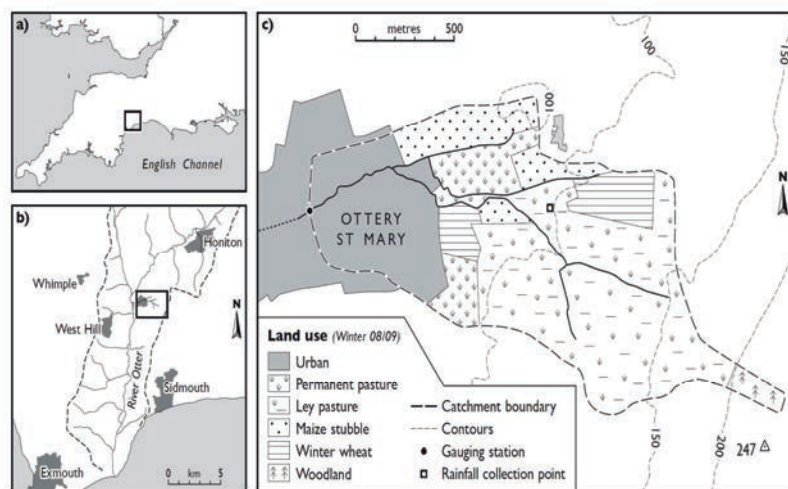 a)
English Channel
b)
Honiton
Whimple
N
West Hill
River Otter
Sidmouth
Exmouth
0 km 5
c)
0 metres 500
100
150
100
N
OTTERY
ST MARY
Land use (Winter 08/09)
Urban
Permanent pasture
Ley pasture
Maize stubble
Winter wheat
Woodland
Catchment boundary
Contours
Gauging station
Rainfall collection point
150
200
247